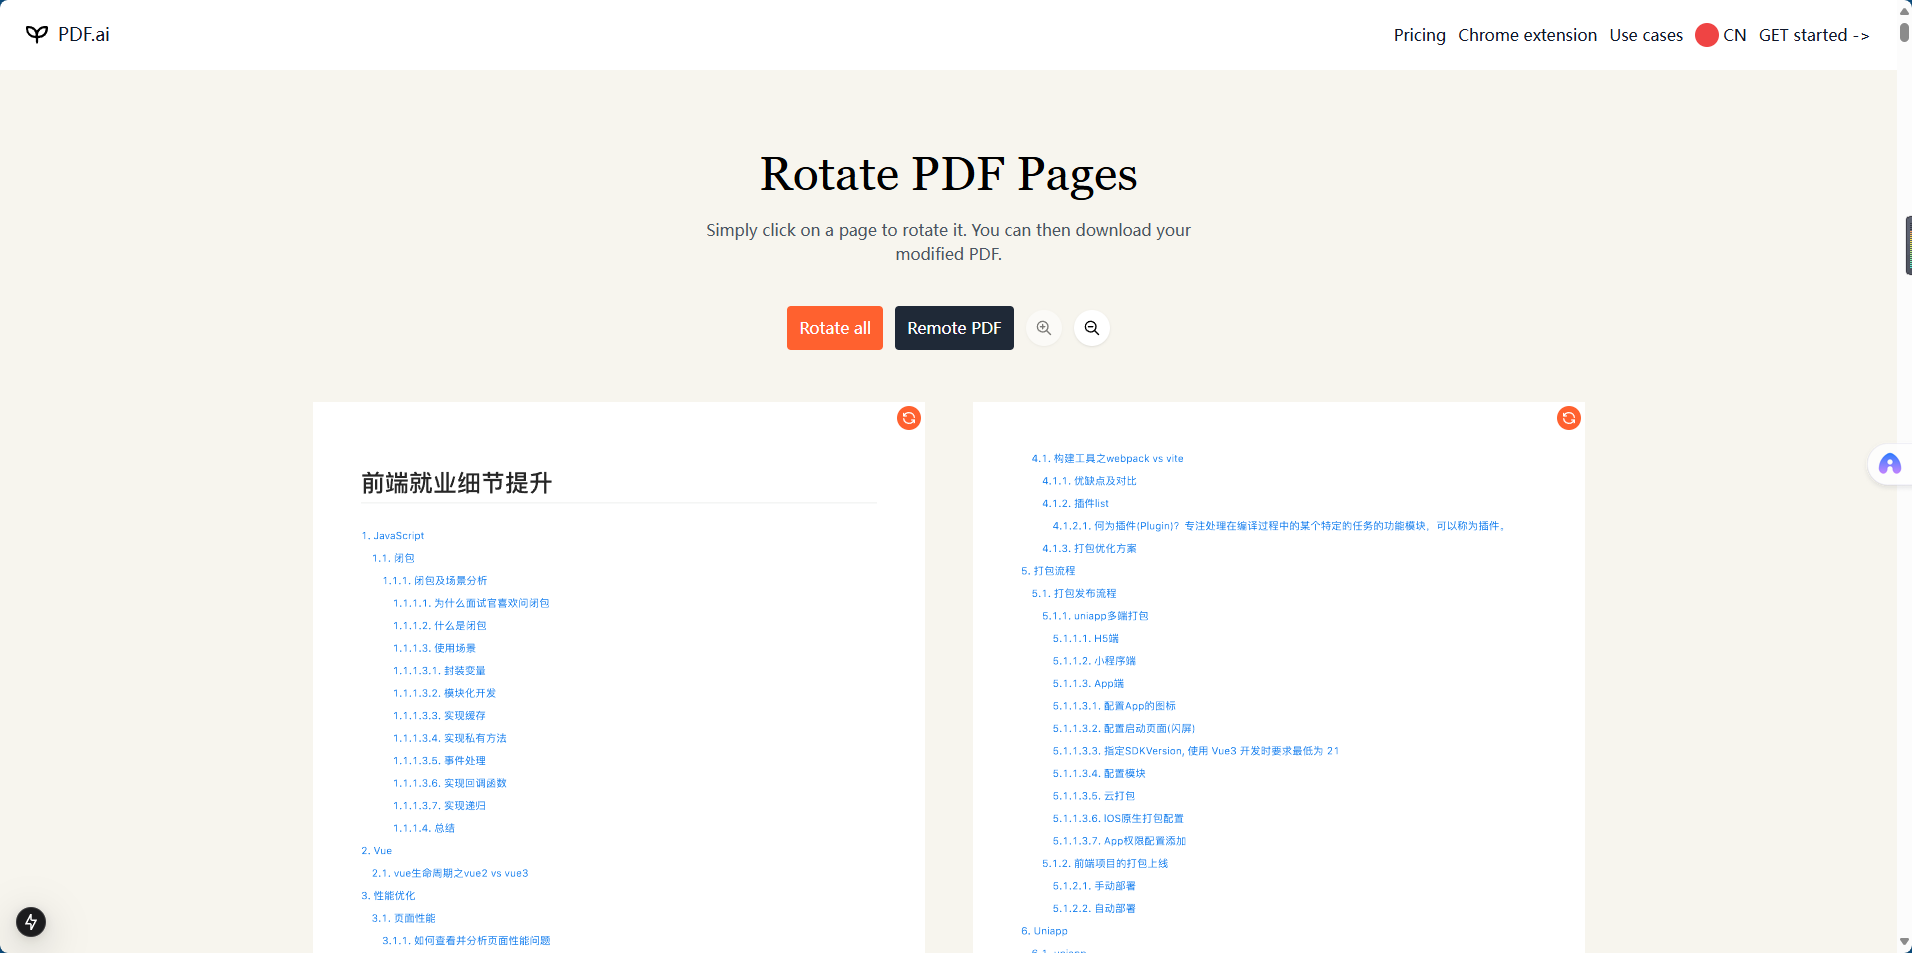 PDF.ai
Pricing Chrome extension Use cases CN GET started ->
Rotate PDF Pages
Simply click on a page to rotate it. You can then download your
modified PDF.
Rotate all Remote PDF
前端就业细节提升
1. JavaScript
1.1. 闭包
1.1.1. 闭包及场景分析
1.1.1.1. 为什么面试官喜欢问闭包
1.1.1.2. 什么是闭包
1.1.1.3. 使用场景
1.1.1.3.1. 封装变量
1.1.1.3.2. 模块化开发
1.1.1.3.3. 实现缓存
1.1.1.3.4. 实现私有方法
1.1.1.3.5. 事件处理
1.1.1.3.6. 实现回调函数
1.1.1.3.7. 实现递归
1.1.1.4. 总结
2. Vue
2.1. vue生命周期之vue2 vs vue3
3. 性能优化
3.1. 页面性能
3.1.1. 如何查看并分析页面性能问题
4.1. 构建工具之webpack vs vite
4.1.1. 优缺点及对比
4.1.2. 插件list
4.1.2.1. 何为插件(Plugin)？专注处理在编译过程中的某个特定的任务的功能模块，可以称为插件。
4.1.3. 打包优化方案
5. 打包流程
5.1. 打包发布流程
5.1.1. uniapp多端打包
5.1.1.1. H5端
5.1.1.2. 小程序端
5.1.1.3. App端
5.1.1.3.1. 配置App的图标
5.1.1.3.2. 配置启动页面(闪屏)
5.1.1.3.3. 指定SDKVersion, 使用 Vue3 开发时要求最低为 21
5.1.1.3.4. 配置模块
5.1.1.3.5. 云打包
5.1.1.3.6. IOS原生打包配置
5.1.1.3.7. App权限配置添加
5.1.2. 前端项目的打包上线
5.1.2.1. 手动部署
5.1.2.2. 自动部署
6. Uniapp
6.1. uniapp